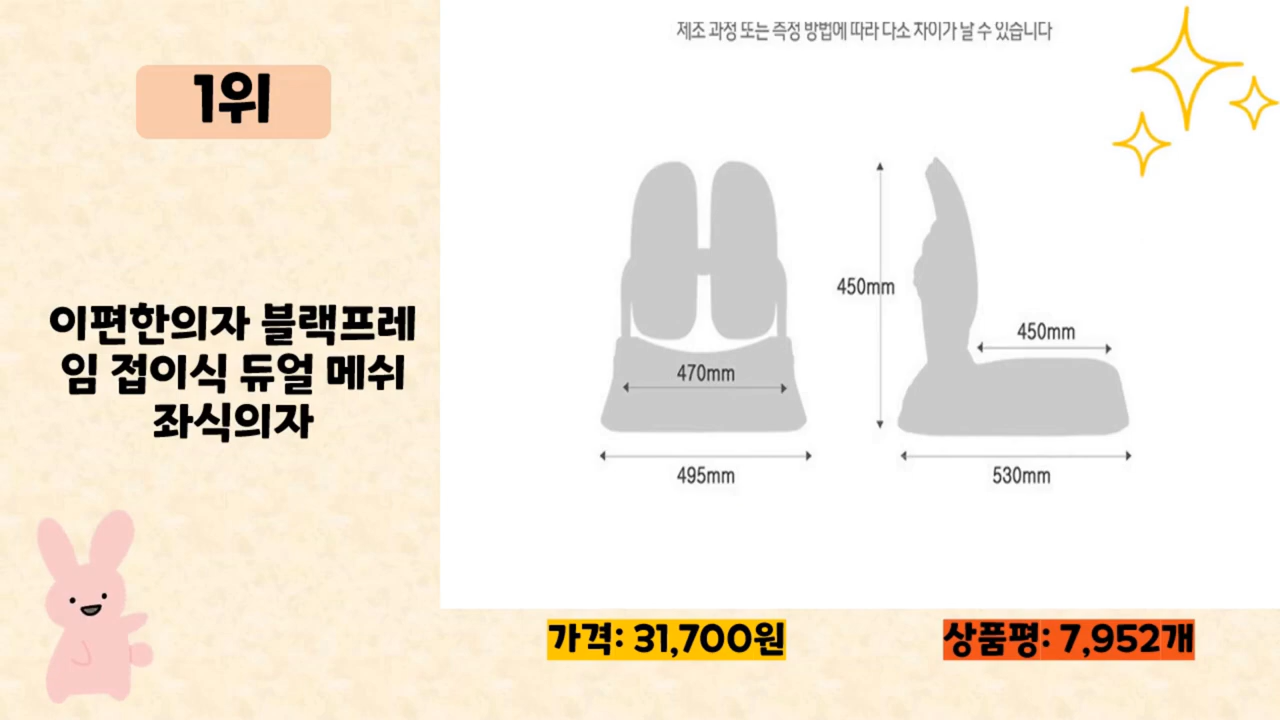 1위
이편한의자 블랙프레
임 접이식 듀얼 메쉬
좌식의자
제조 과정 또는 측정 방법에 따라 다소 차이가 날 수 있습니다
450mm
450mm
470mm
495mm
530mm
가격: 31,700원
상품평: 7,952개